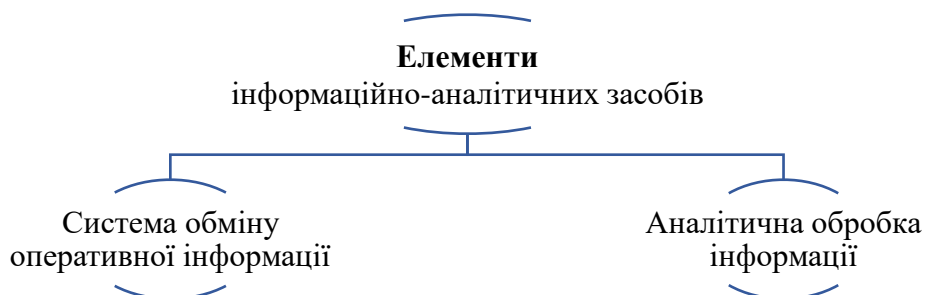 Елементи
інформаційно-аналітичних засобів
Система обміну
оперативної інформації
Аналітична обробка
інформації